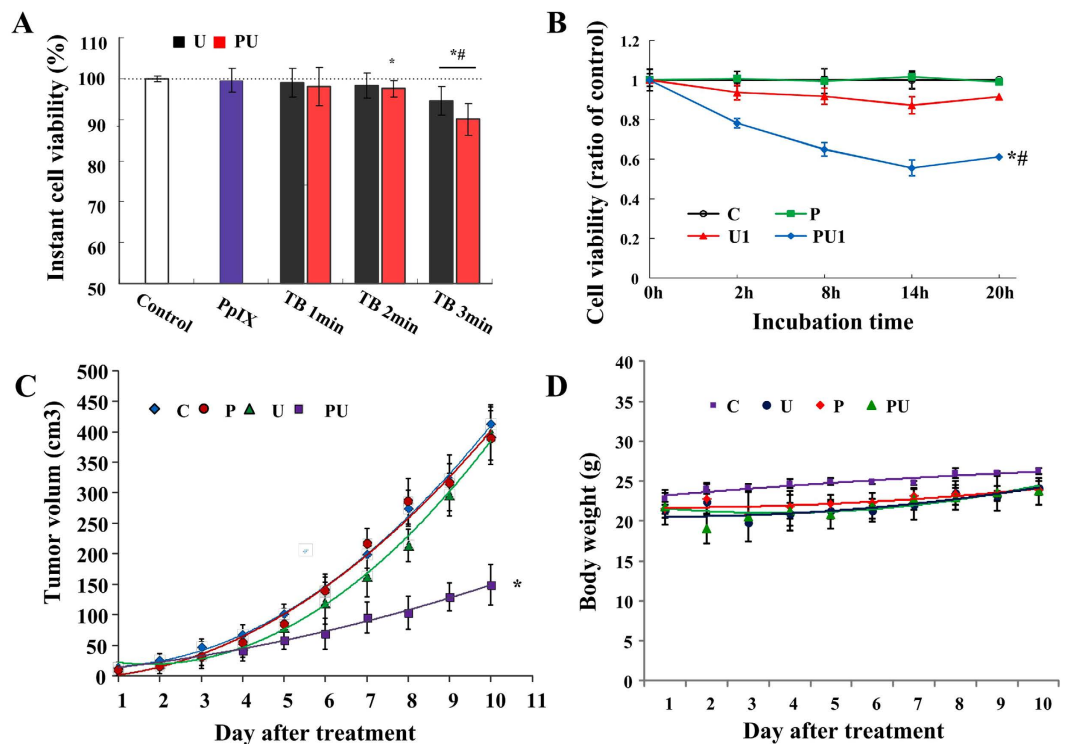 A
Instant cell viability (%)
110
100
90
80
70
60
50
U PU
*
*#
Control
PpIX
TB 1min
TB 2min
TB 3min
B
Cell viability (ratio of control)
1.2
1
0.8
0.6
0.4
0.2
0
*#
C P
U1 PU1
0h 2h 8h 14h 20h
Incubation time
C
Tumor volum (cm3)
500
450
400
350
300
250
200
150
100
50
0
C P U PU
*
1 2 3 4 5 6 7 8 9 10 11
Day after treatment
D
Body weight (g)
40
35
30
25
20
15
10
5
0
C U P PU
1 2 3 4 5 6 7 8 9 10
Day after treatment